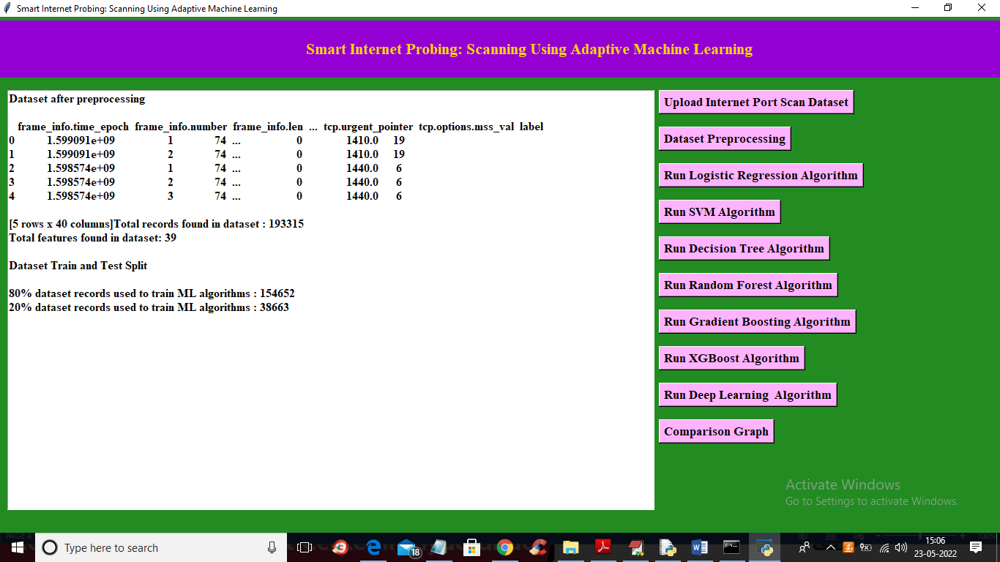 Smart Internet Probing: Scanning Using Adaptive Machine Learning
Smart Internet Probing: Scanning Using Adaptive Machine Learning
Dataset after preprocessing
frame_info.time_epoch frame_info.number frame_info.len ... tcp.urgent_pointer tcp.options.mss_val label
0 1.599091e+09 1 74 ... 0 1410.0 19
1 1.599091e+09 2 74 ... 0 1410.0 19
2 1.598574e+09 1 74 ... 0 1440.0 6
3 1.598574e+09 2 74 ... 0 1440.0 6
4 1.598574e+09 3 74 ... 0 1440.0 6
[5 rows x 40 columns]Total records found in dataset : 193315
Total features found in dataset: 39
Dataset Train and Test Split
80% dataset records used to train ML algorithms : 154652
20% dataset records used to train ML algorithms : 38663
Upload Internet Port Scan Dataset
Dataset Preprocessing
Run Logistic Regression Algorithm
Run SVM Algorithm
Run Decision Tree Algorithm
Run Random Forest Algorithm
Run Gradient Boosting Algorithm
Run XGBoost Algorithm
Run Deep Learning Algorithm
Comparison Graph
Activate Windows
Go to Settings to activate Windows.
PAGE 4
100%
Type here to search
18
15:06
23-05-2022